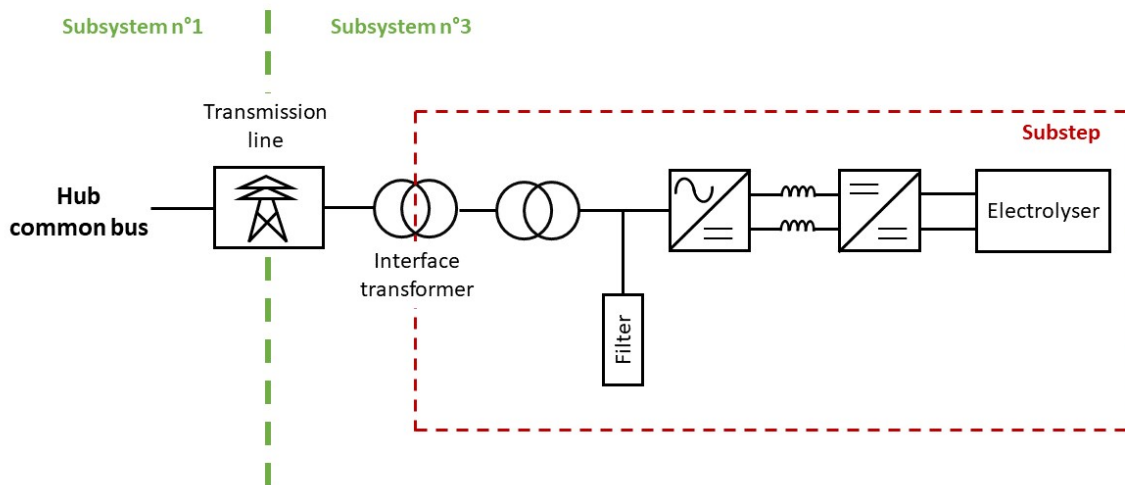 Subsystem n°1
Subsystem n°3
Transmission
line
Substep
Hub
common bus
Electrolyser
Interface
transformer
Filter